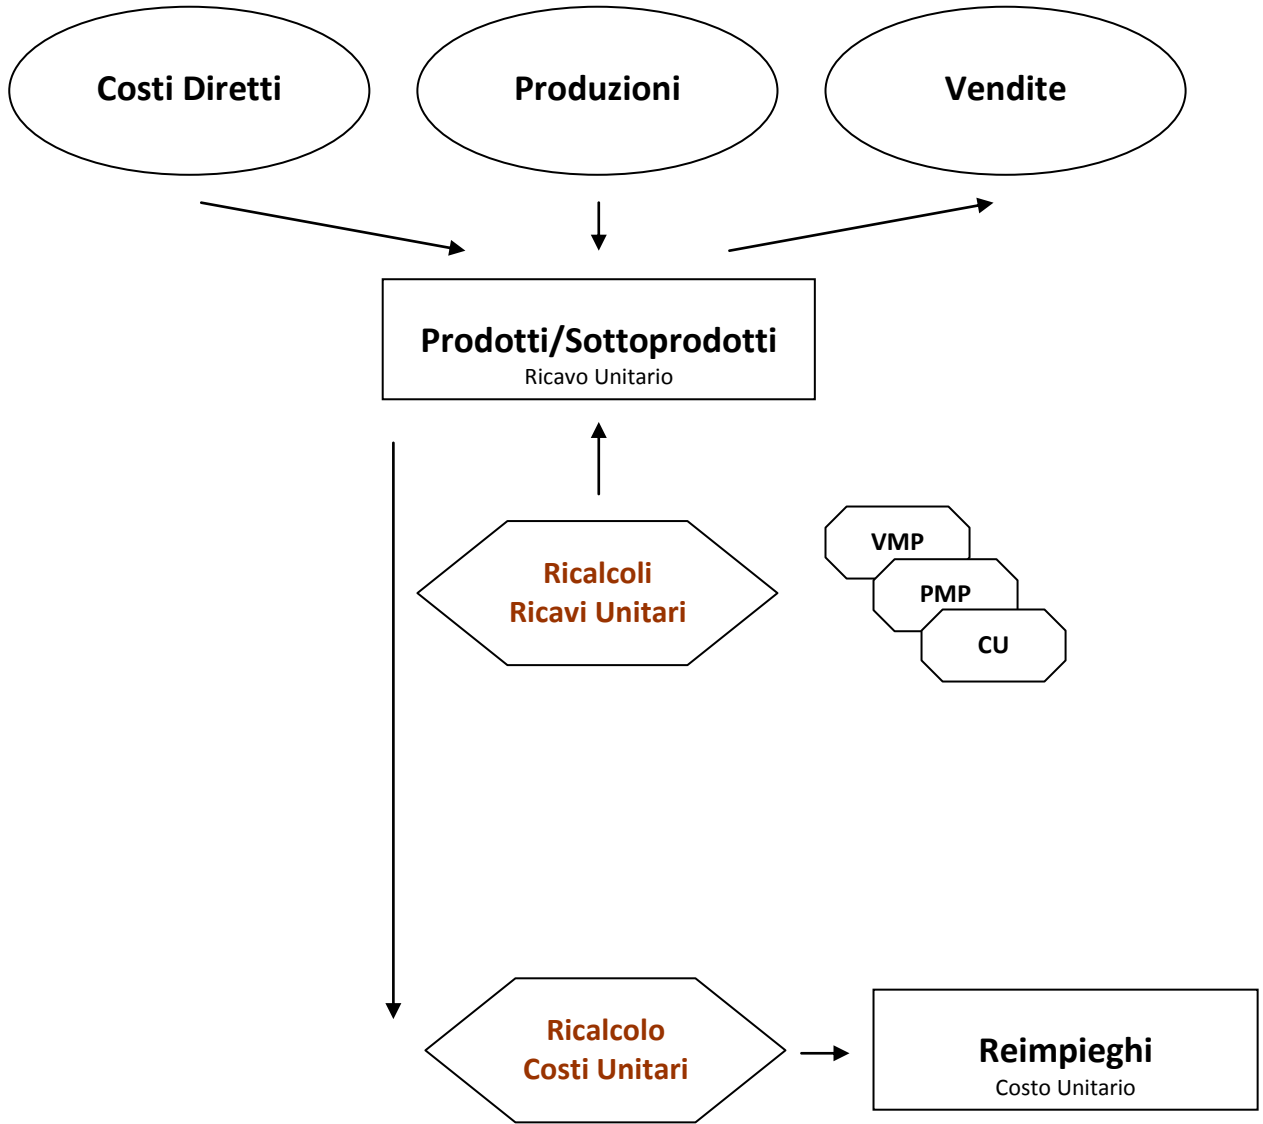 Costi Diretti
Produzioni
Vendite
Prodotti/Sottoprodotti
Ricavo Unitario
Ricalcoli
Ricavi Unitari
VMP
PMP
CU
Ricalcolo
Costi Unitari
Reimpieghi
Costo Unitario